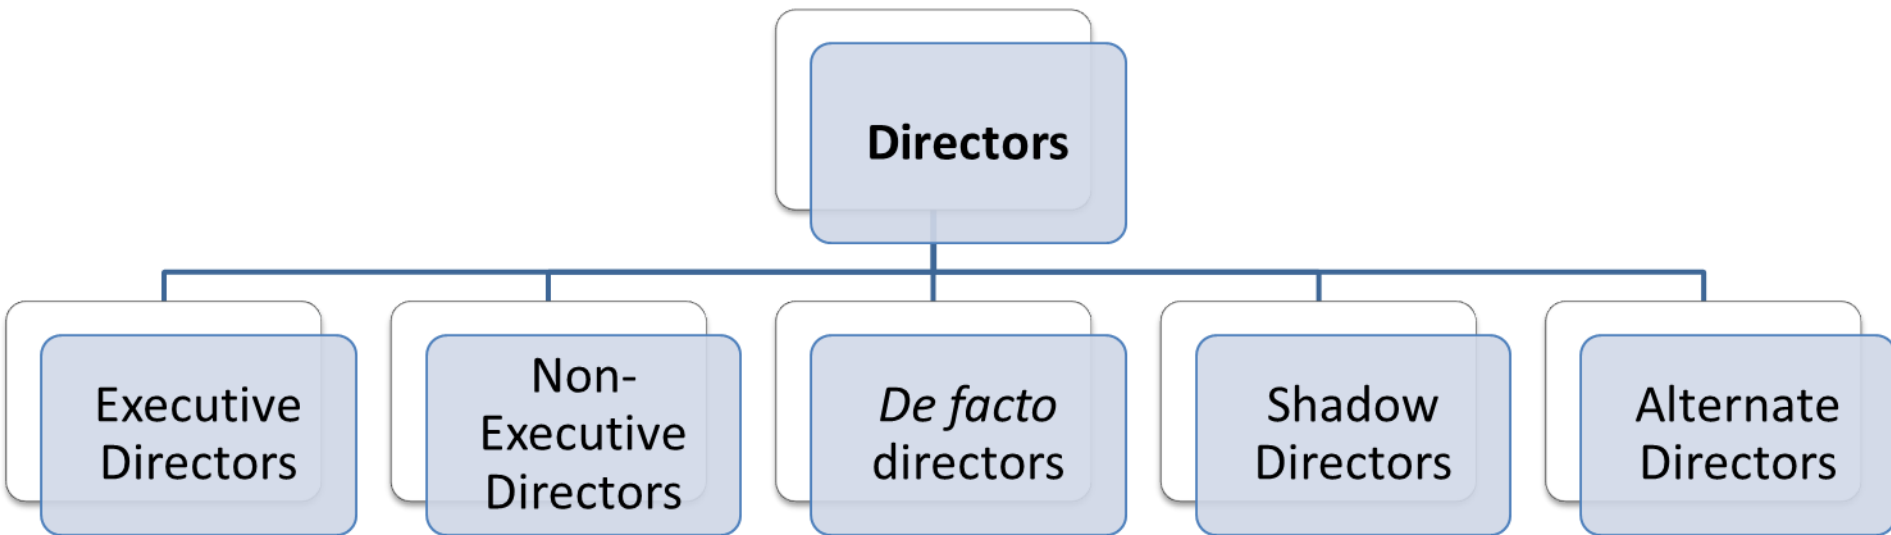 Directors
Executive
Directors
Non-
Executive
Directors
De facto
directors
Shadow
Directors
Alternate
Directors